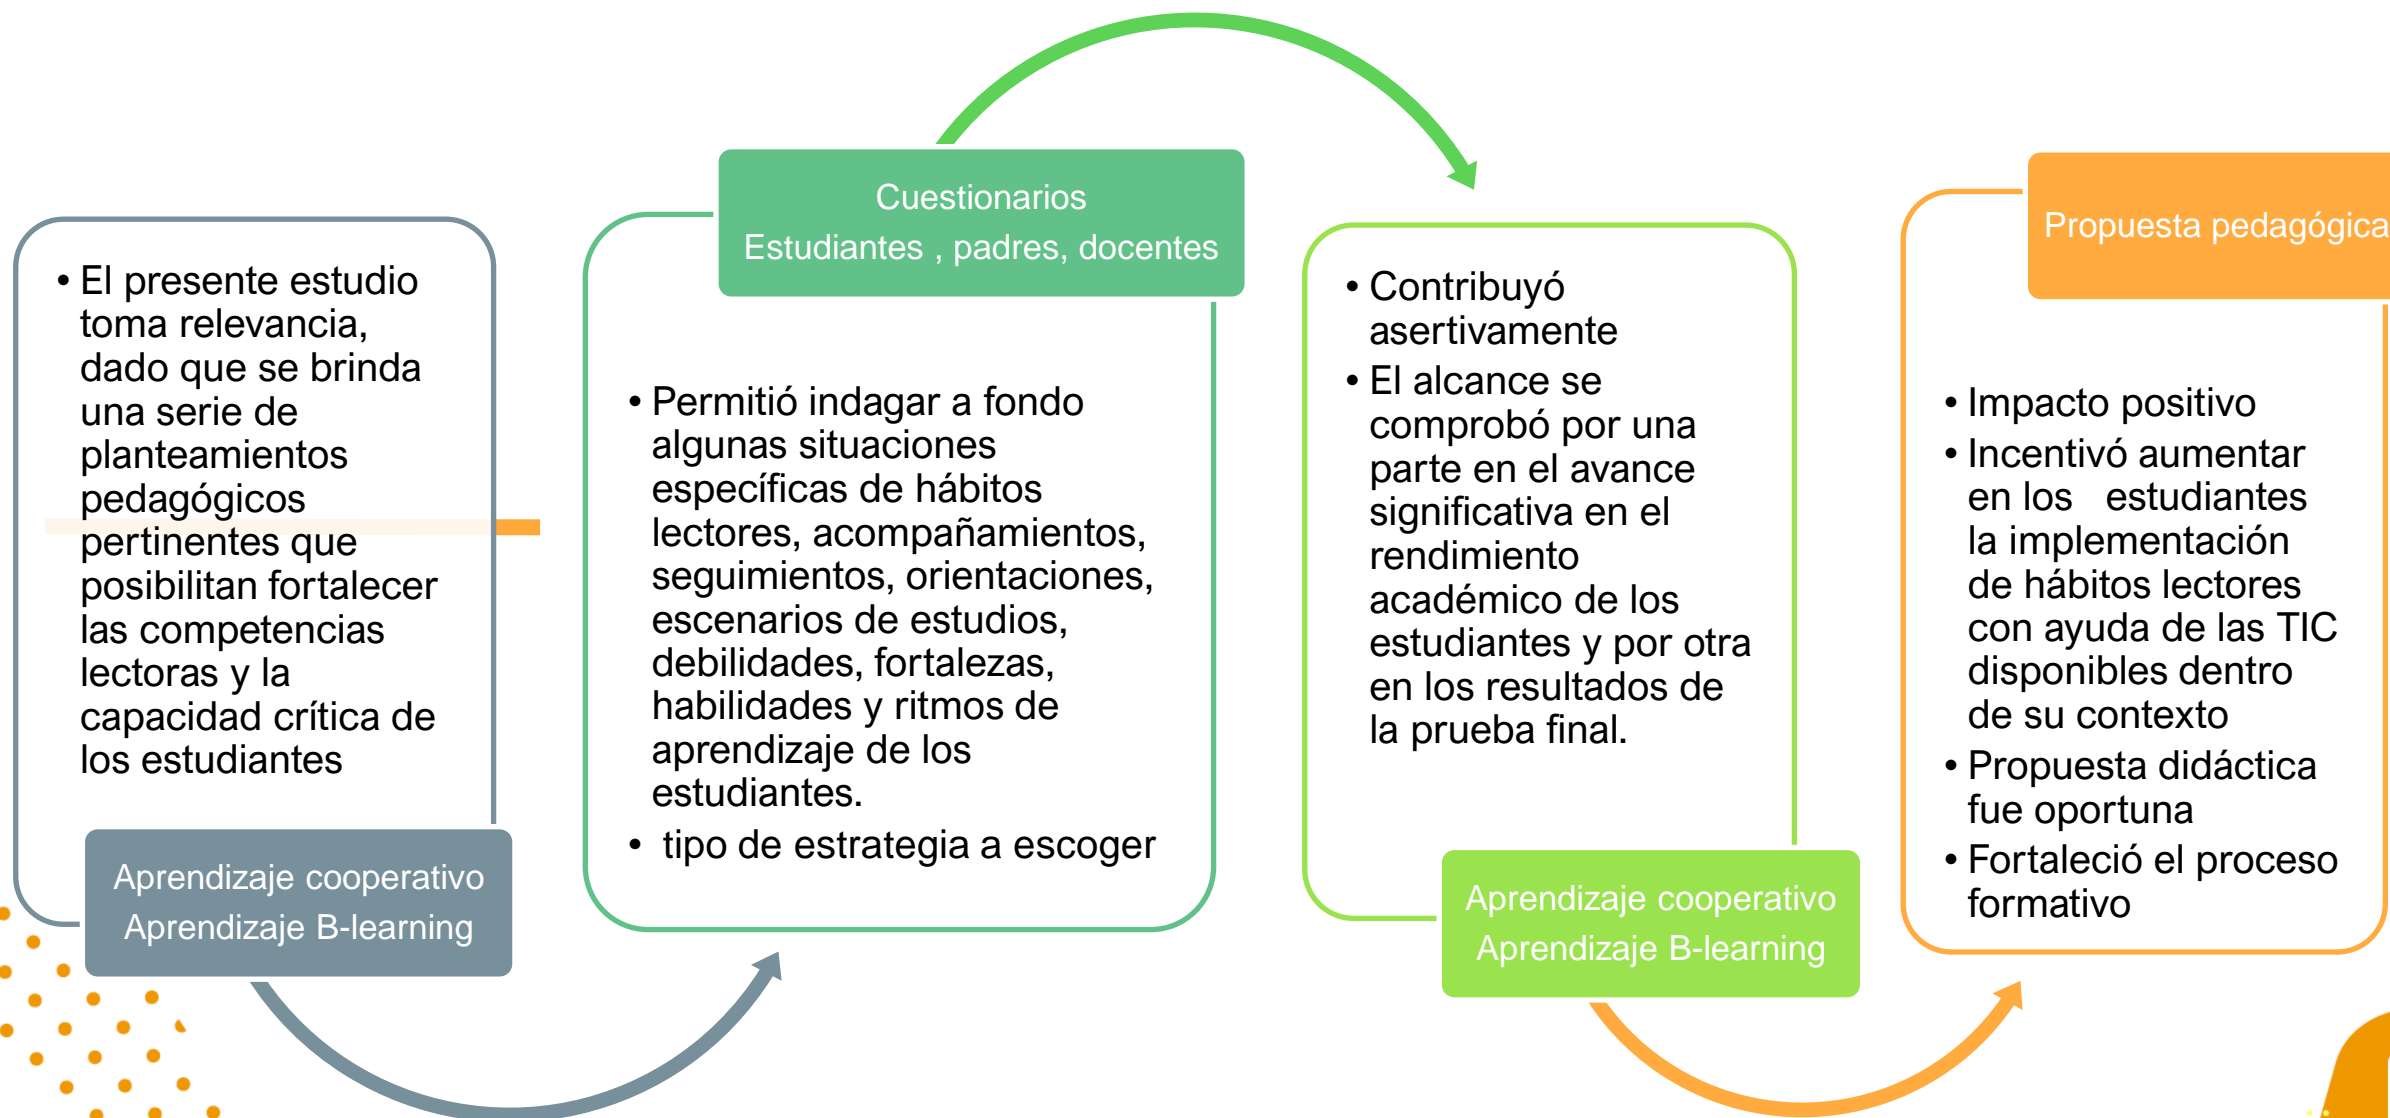 • El presente estudio
toma relevancia,
dado que se brinda
una serie de
planteamientos
pedagógicos
pertinentes que
posibilitan fortalecer
las competencias
lectoras y la
capacidad crítica de
los estudiantes
Aprendizaje cooperativo
Aprendizaje B-learning
Cuestionarios
Estudiantes , padres, docentes
• Permitió indagar a fondo
algunas situaciones
específicas de hábitos
lectores, acompañamientos,
seguimientos, orientaciones,
escenarios de estudios,
debilidades, fortalezas,
habilidades y ritmos de
aprendizaje de los
estudiantes.
• tipo de estrategia a escoger
• Contribuyó
asertivamente
• El alcance se
comprobó por una
parte en el avance
significativa en el
rendimiento
académico de los
estudiantes y por otra
en los resultados de
la prueba final.
Aprendizaje cooperativo
Aprendizaje B-learning
Propuesta pedagógica
• Impacto positivo
• Incentivó aumentar
en los estudiantes
la implementación
de hábitos lectores
con ayuda de las TIC
disponibles dentro
de su contexto
• Propuesta didáctica
fue oportuna
• Fortaleció el proceso
formativo